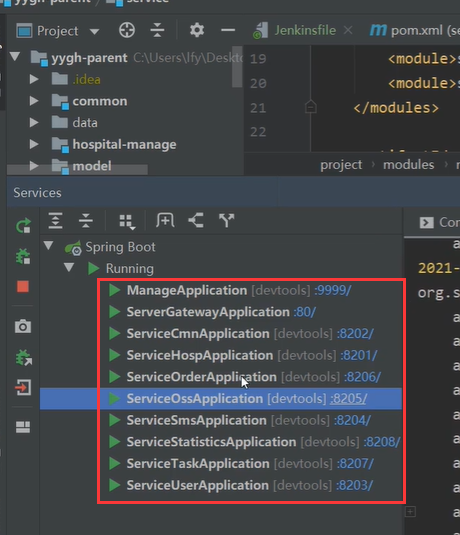 yygh-parent service
Project
Jenkinsfile
pom.xml (se
yygh-parent C:\Users\lfy\Deskto
.idea
common
data
hospital-manage
model
19 <module>s
20 <module>s
21 </modules>
22
project modules
Services
Con
Spring Boot
Running
2021-
org.s
ManageApplication [devtools] :9999/
ServerGatewayApplication :80/
ServiceCmnApplication [devtools] :8202/
ServiceHospApplication [devtools] :8201/
ServiceOrderApplication [devtools] :8206/
ServiceOssApplication [devtools] :8205/
ServiceSmsApplication [devtools] :8204/
ServiceStatisticsApplication [devtools] :8208/
ServiceTaskApplication [devtools] :8207/
ServiceUserApplication [devtools] :8203/